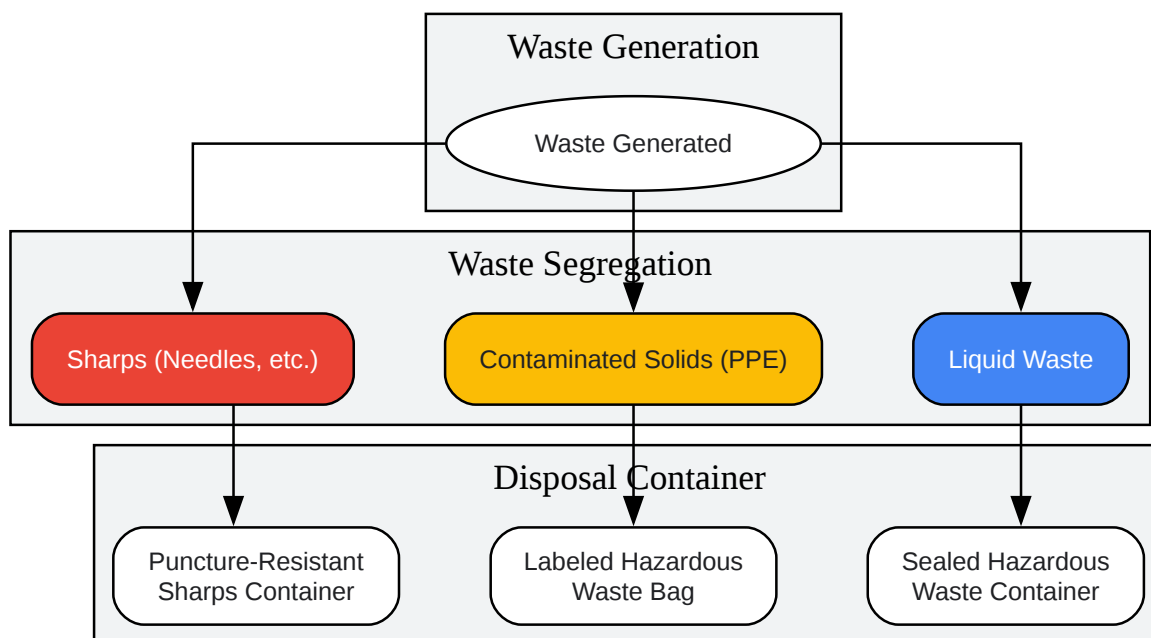 Waste Generation
Waste Generated
Waste Segregation
Sharps (Needles, etc.)
Contaminated Solids (PPE)
Liquid Waste
Disposal Container
Puncture-Resistant
Sharps Container
Labeled Hazardous
Waste Bag
Sealed Hazardous
Waste Container